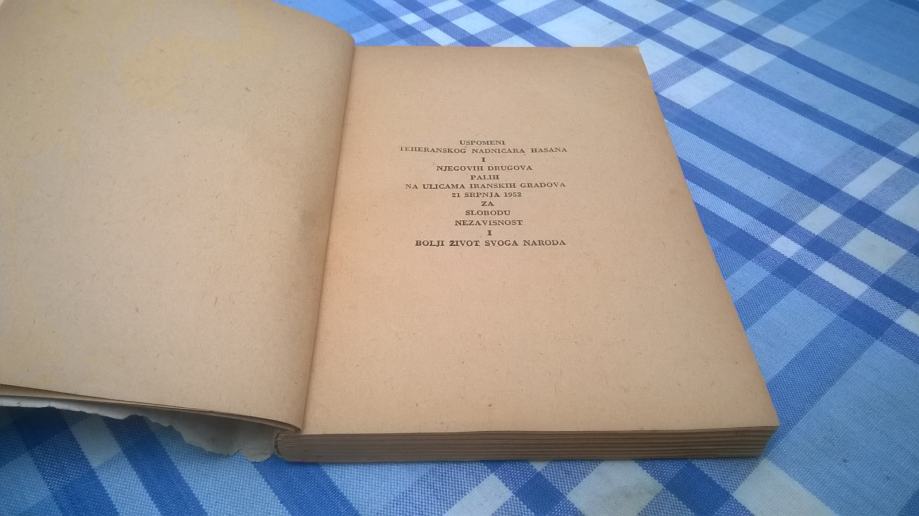 USPOMENI
TEHERANSKOG NADNIČARA HASANA
I
NJEGOVIH DRUGOVA
PALIH
NA ULICAMA IRANSKIH GRADOVA
21 SRPNJA 1952
ZA
SLOBODU
NEZAVISNOST
I
BOLJI ŽIVOT SVOGA NARODA